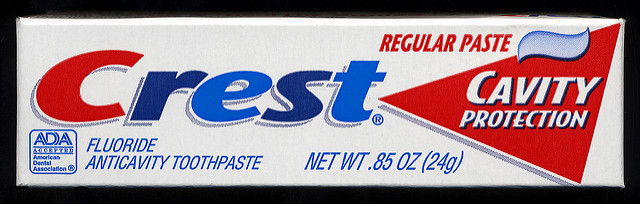 REGULAR PASTE
Crest®
CAVITY
PROTECTION
ADA
ACCEPTED
American
Dental
Association ®
FLUORIDE
ANTICAVITY TOOTHPASTE
NET WT .85 OZ (24g)